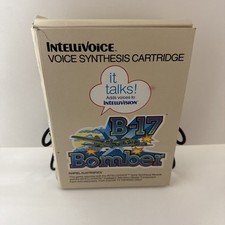 INTELLIVOICE
VOICE SYNTHESIS CARTRIDGE
it
talks!
Adds voices to
INTELLIVISION
B-17
Bomber